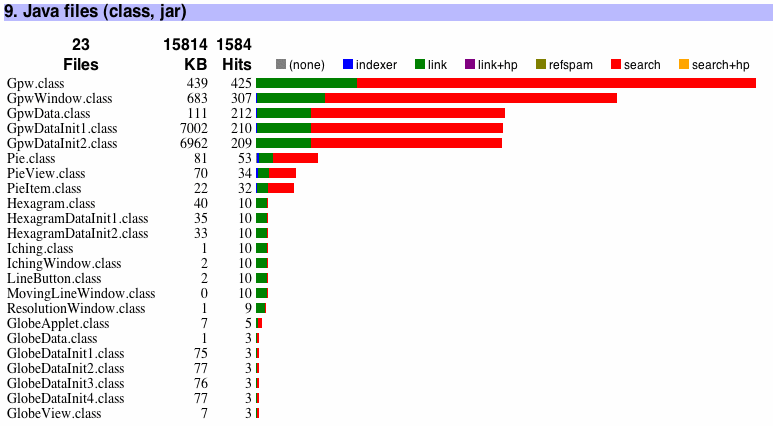 9. Java files (class, jar)
23 15814 1584
Files KB Hits (none) indexer link link+hp refspam search search+hp
Gpw.class 439 425
GpwWindow.class 683 307
GpwData.class 111 212
GpwDataInit1.class 7002 210
GpwDataInit2.class 6962 209
Pie.class 81 53
PieView.class 70 34
PieItem.class 22 32
Hexagram.class 40 10
HexagramDataInit1.class 35 10
HexagramDataInit2.class 33 10
Iching.class 1 10
IchingWindow.class 2 10
LineButton.class 2 10
MovingLineWindow.class 0 10
ResolutionWindow.class 1 9
GlobeApplet.class 7 5
GlobeData.class 1 3
GlobeDataInit1.class 75 3
GlobeDataInit2.class 77 3
GlobeDataInit3.class 76 3
GlobeDataInit4.class 77 3
GlobeView.class 7 3